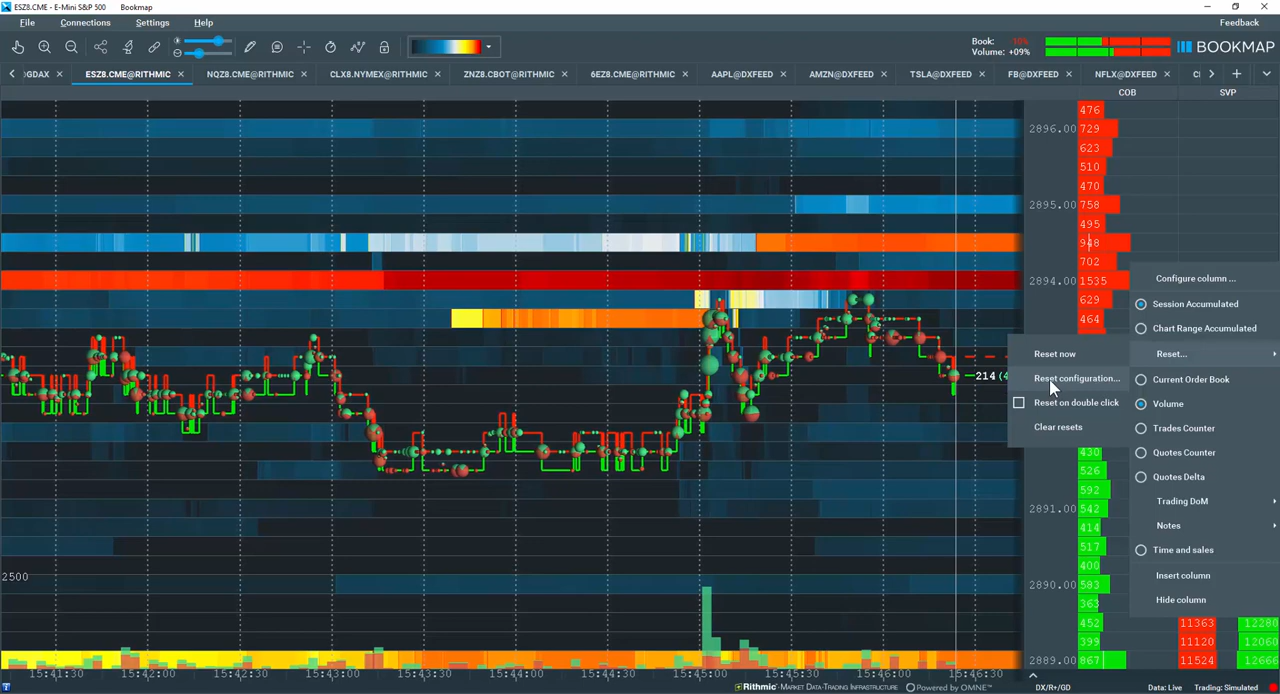 ESZ8.CME - E-Mini S&P 500 Bookmap
File Connections Settings Help Feedback
Book: -10%
Volume: +09%
BOOKMAP
GDAX ESZ8.CME@RITHMIC NQZ8.CME@RITHMIC CLX8.NYMEX@RITHMIC ZNZ8.CBOT@RITHMIC 6EZ8.CME@RITHMIC AAPL@DXFEED AMZN@DXFEED TSLA@DXFEED FB@DXFEED NFLX@DXFEED
COB SVP
476
2896.00 729
623
510
470
2895.00 758
495
948
702
2894.00 1535
629
464
Configure column ...
Session Accumulated
Chart Range Accumulated
Reset...
Current Order Book
Volume
Trades Counter
Quotes Counter
Quotes Delta
Trading DoM
Notes
Time and sales
Insert column
Hide column
Reset now
Reset configuration...
Reset on double click
Clear resets
214 (4
430
526
592
2891.00 542
414
517
400
2890.00 583
363
452 11363 12280
399 11120 12060
2889.00 867 11524 12666
2500
15:41:30 15:42:00 15:42:30 15:43:00 15:43:30 15:44:00 15:44:30 15:45:00 15:45:30 15:46:00 15:46:30
Rithmic - MARKET DATA-TRADING INFRASTRUCTURE Powered by OMNE™ DX/R+/GD Data: Live Trading: Simulated